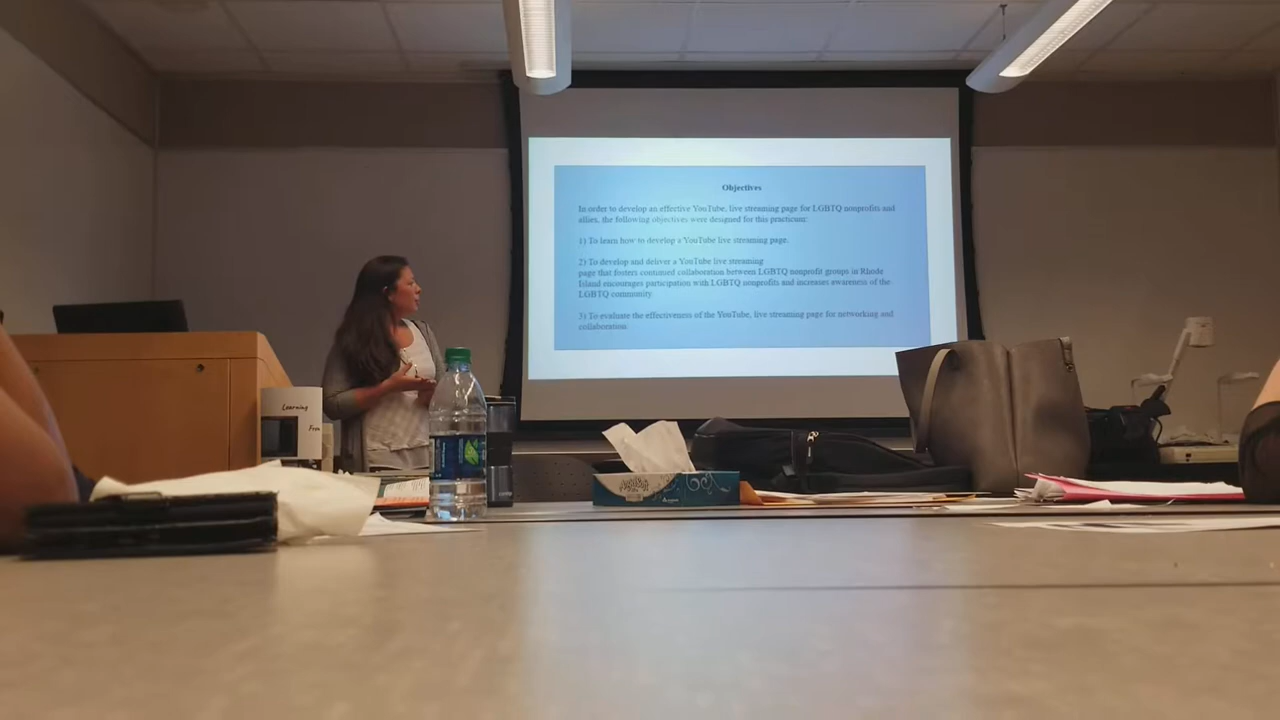 Objectives
In order to develop an effective YouTube, live streaming page for LGBTQ nonprofits and
allies, the following objectives were designed for this practicum:
1) To learn how to develop a YouTube live streaming page.
2) To develop and deliver a YouTube live streaming
page that fosters continued collaboration between LGBTQ nonprofit groups in Rhode
Island encourages participation with LGBTQ nonprofits and increases awareness of the
LGBTQ community
3) To evaluate the effectiveness of the YouTube, live streaming page for networking and
collaboration
Learning